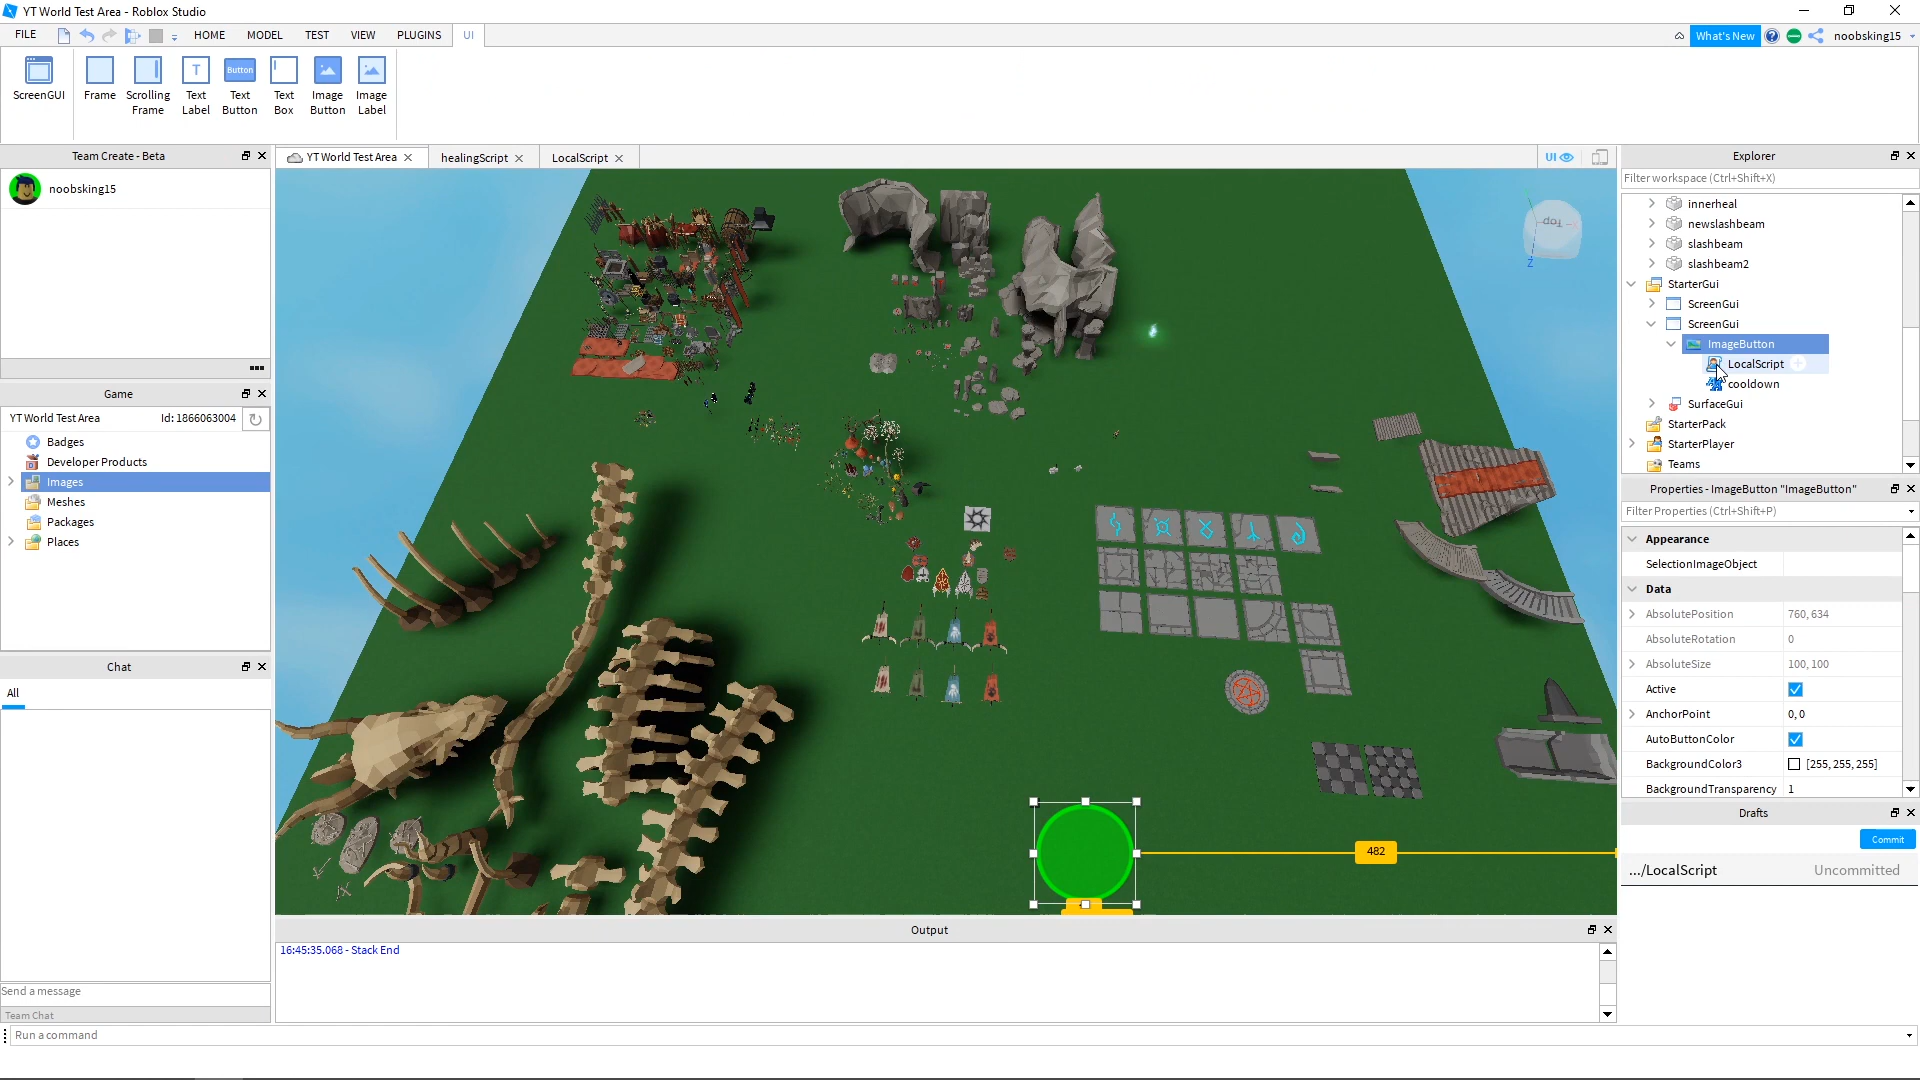 YT World Test Area - Roblox Studio
FILE
HOME
MODEL
TEST
VIEW
PLUGINS
UI
What's New
noobsking15
ScreenGUI
Frame
Scrolling
Frame
T
Text
Label
Button
Text
Button
Text
Box
Image
Button
Image
Label
Team Create - Beta
noobsking15
Game
YT World Test Area
Id: 1866063004
Badges
Developer Products
Images
Meshes
Packages
Places
Chat
All
Send a message
Team Chat
Run a command
YT World Test Area
healingScript
LocalScript
UI
Top
X
Z
482
Output
16:45:35.068 - Stack End
Explorer
Filter workspace (Ctrl+Shift+X)
innerheal
newslashbeam
slashbeam
slashbeam2
StarterGui
ScreenGui
ScreenGui
ImageButton
LocalScript
cooldown
SurfaceGui
StarterPack
StarterPlayer
Teams
Properties - ImageButton "ImageButton"
Filter Properties (Ctrl+Shift+P)
Appearance
SelectionImageObject
Data
AbsolutePosition 760, 634
AbsoluteRotation 0
AbsoluteSize 100, 100
Active
AnchorPoint 0, 0
AutoButtonColor
BackgroundColor3 [255, 255, 255]
BackgroundTransparency 1
Drafts
Commit
.../LocalScript Uncommitted